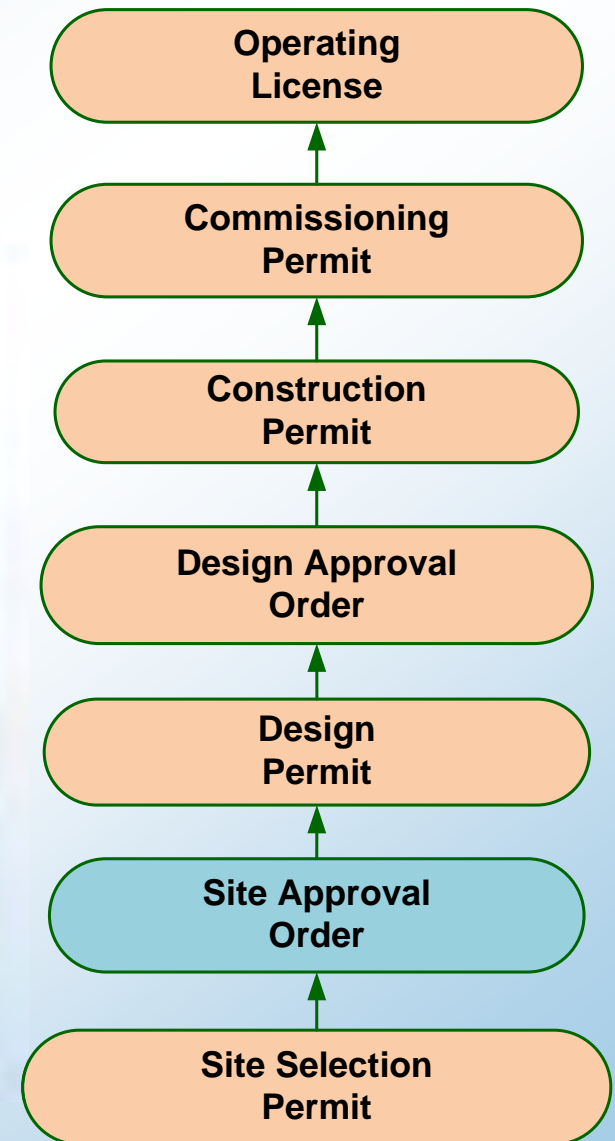 Operating
License
Commissioning
Permit
Construction
Permit
Design Approval
Order
Design
Permit
Site Approval
Order
Site Selection
Permit